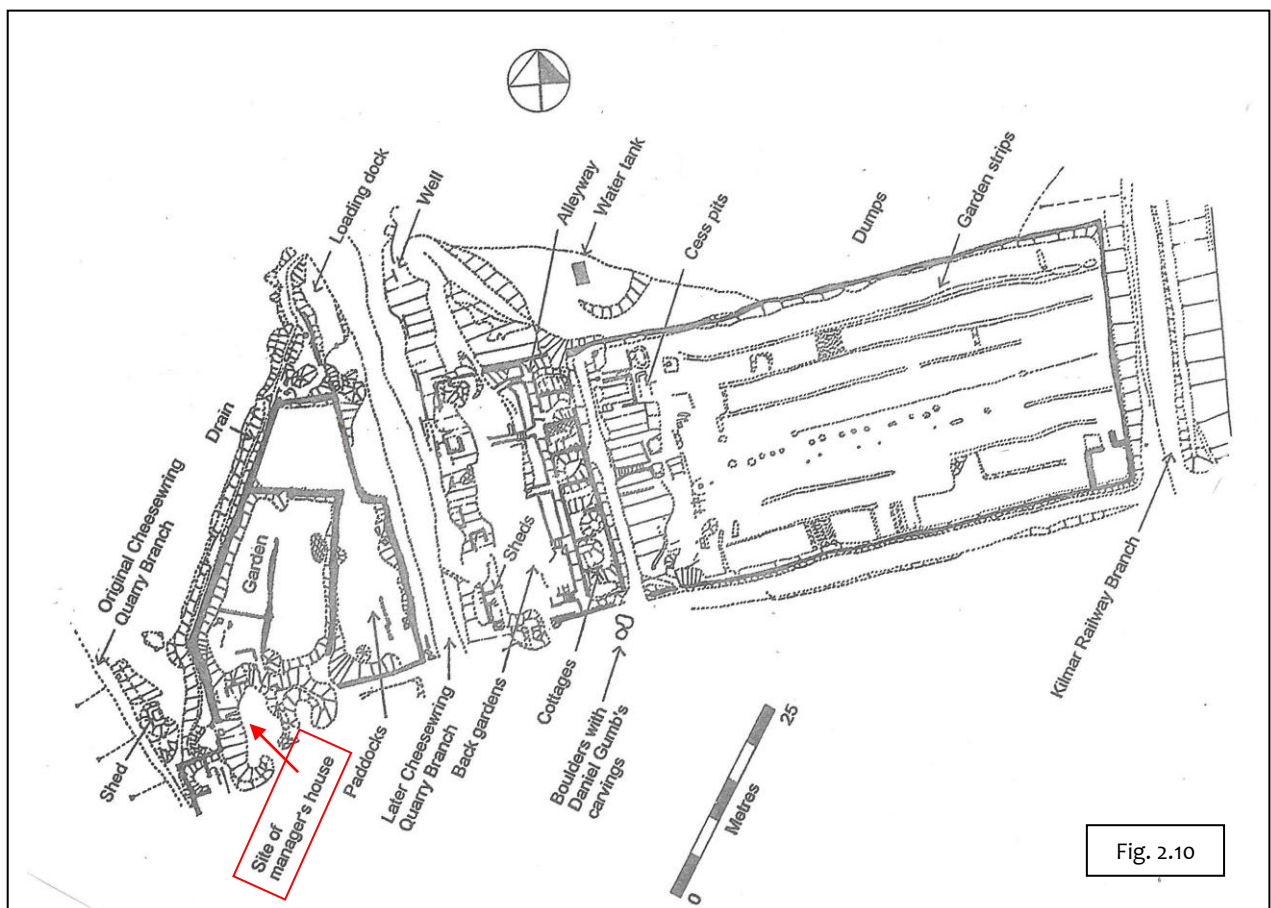 Loading dock
Well
Alleyway
Water tank
Cess pits
Dumps
Garden strips
Drain
Original Cheesewring
Quarry Branch
Garden
Sheds
Shed
Site of
manager's house
Paddocks
Later Cheesewring
Quarry Branch
Back gardens
Cottages
Boulders with
Daniel Gumb's
carvings
Kilmar Railway Branch
0
Metres
25
Fig. 2.10